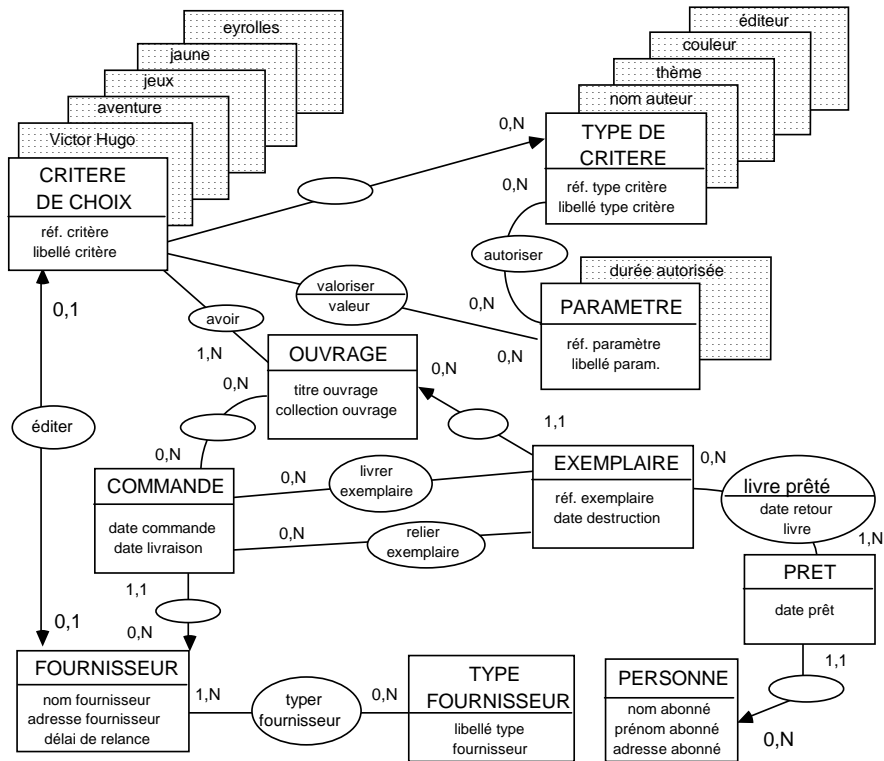 eyrolles
jaune
jeux
aventure
Victor Hugo
CRITERE
DE CHOIX
réf. critère
libellé critère
éditeur
couleur
thème
nom auteur
TYPE DE
CRITERE
réf. type critère
libellé type critère
0,N
0,N
autoriser
durée autorisée
PARAMETRE
réf. paramètre
libellé param.
0,N
0,N
valoriser
valeur
0,1
avoir
1,N
OUVRAGE
titre ouvrage
collection ouvrage
0,N
0,N
1,1
éditer
0,N
COMMANDE
date commande
date livraison
0,N
livrer
exemplaire
0,N
relier
exemplaire
EXEMPLAIRE
réf. exemplaire
date destruction
0,N
livre prêté
date retour
livre
1,N
PRET
date prêt
1,1
1,1
0,N
0,1
FOURNISSEUR
nom fournisseur
adresse fournisseur
délai de relance
1,N
typer
fournisseur
0,N
TYPE
FOURNISSEUR
libellé type
fournisseur
PERSONNE
nom abonné
prénom abonné
adresse abonné
0,N